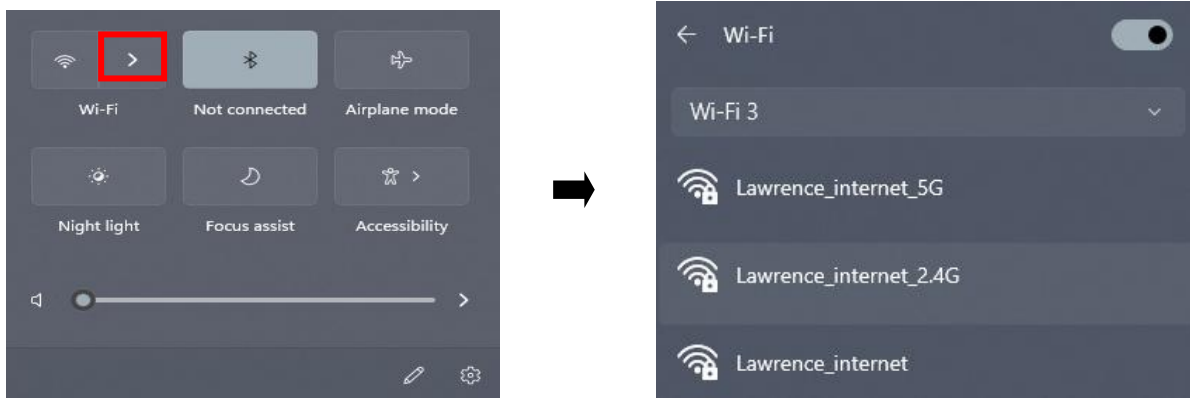 Wi-Fi
Not connected
Airplane mode
Night light
Focus assist
Accessibility
Wi-Fi
Wi-Fi 3
Lawrence_internet_5G
Lawrence_internet_2.4G
Lawrence_internet